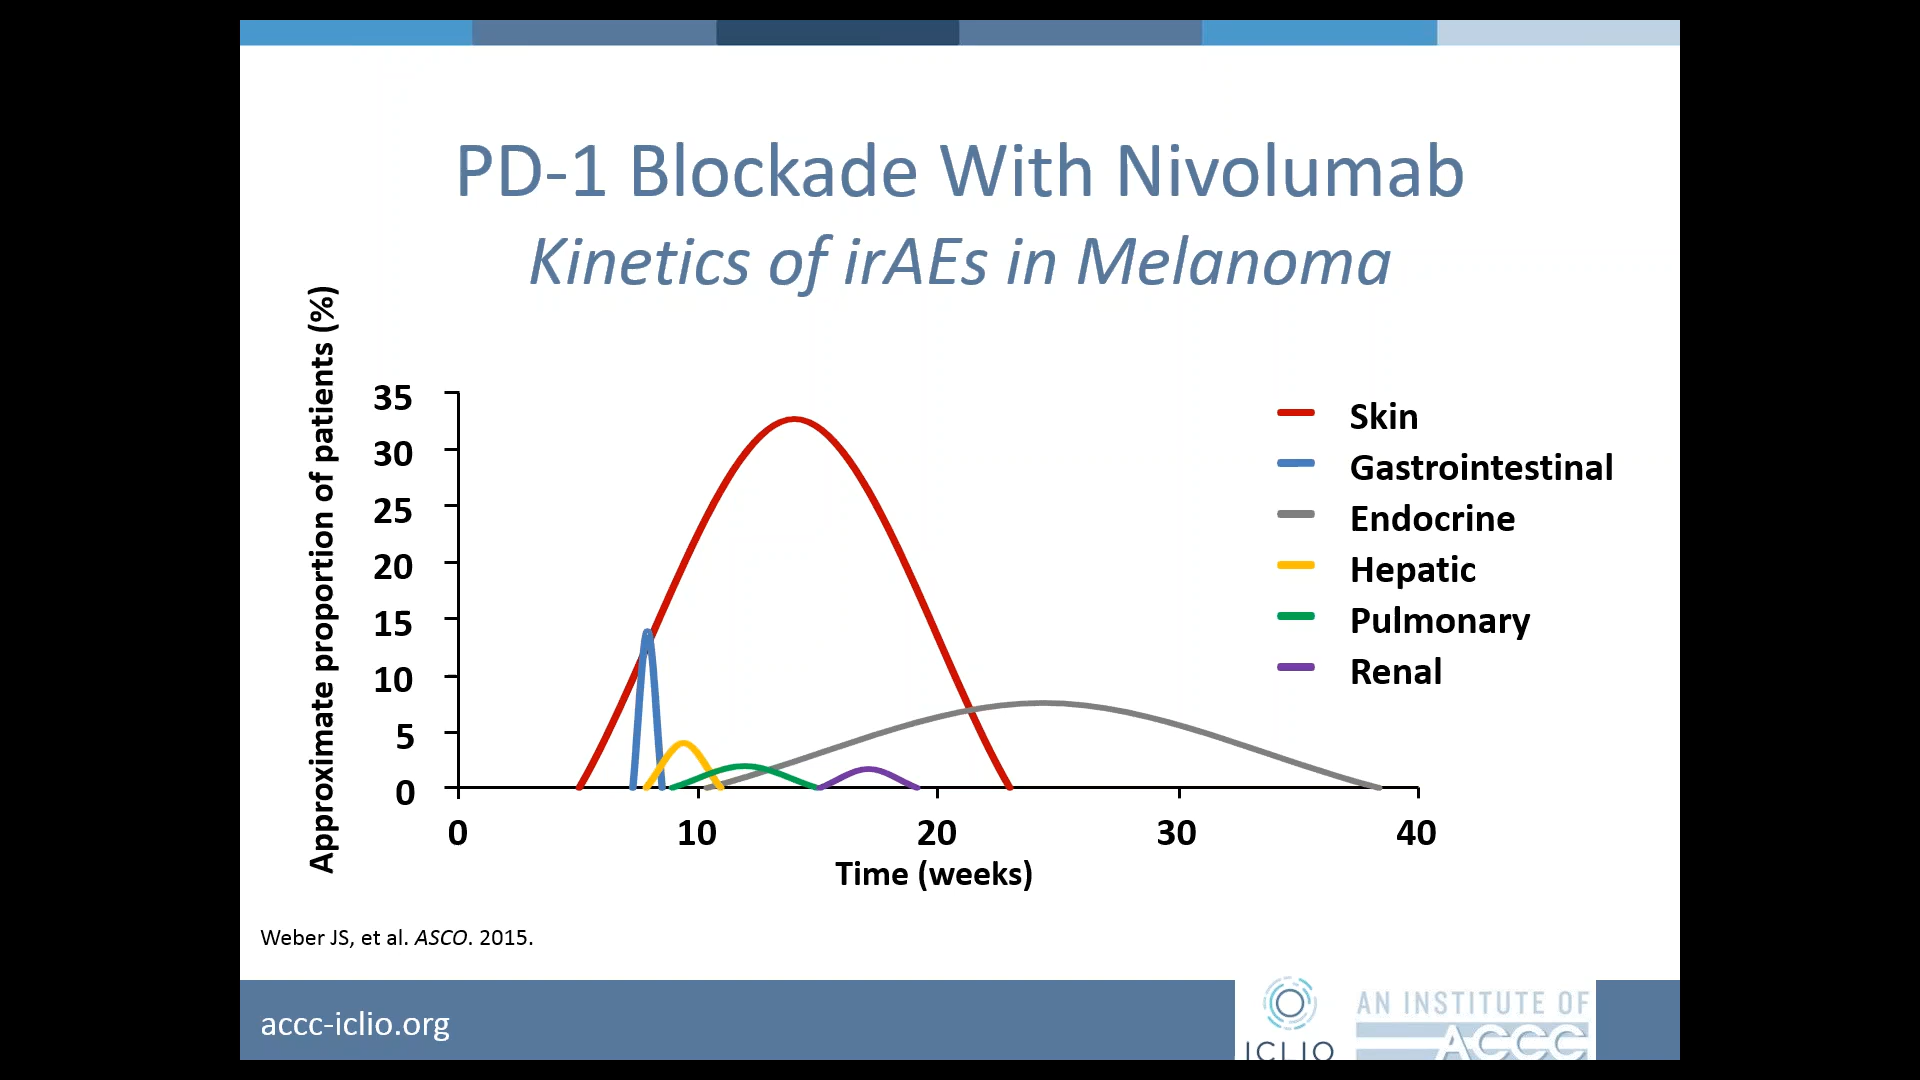 PD-1 Blockade With Nivolumab
Kinetics of irAEs in Melanoma
Approximate proportion of patients (%)
35
30
25
20
15
10
5
0
0
10
20
30
40
Time (weeks)
Skin
Gastrointestinal
Endocrine
Hepatic
Pulmonary
Renal
Weber JS, et al. ASCO. 2015.
accc-iclio.org
ICLIO
AN INSTITUTE OF
ACCC